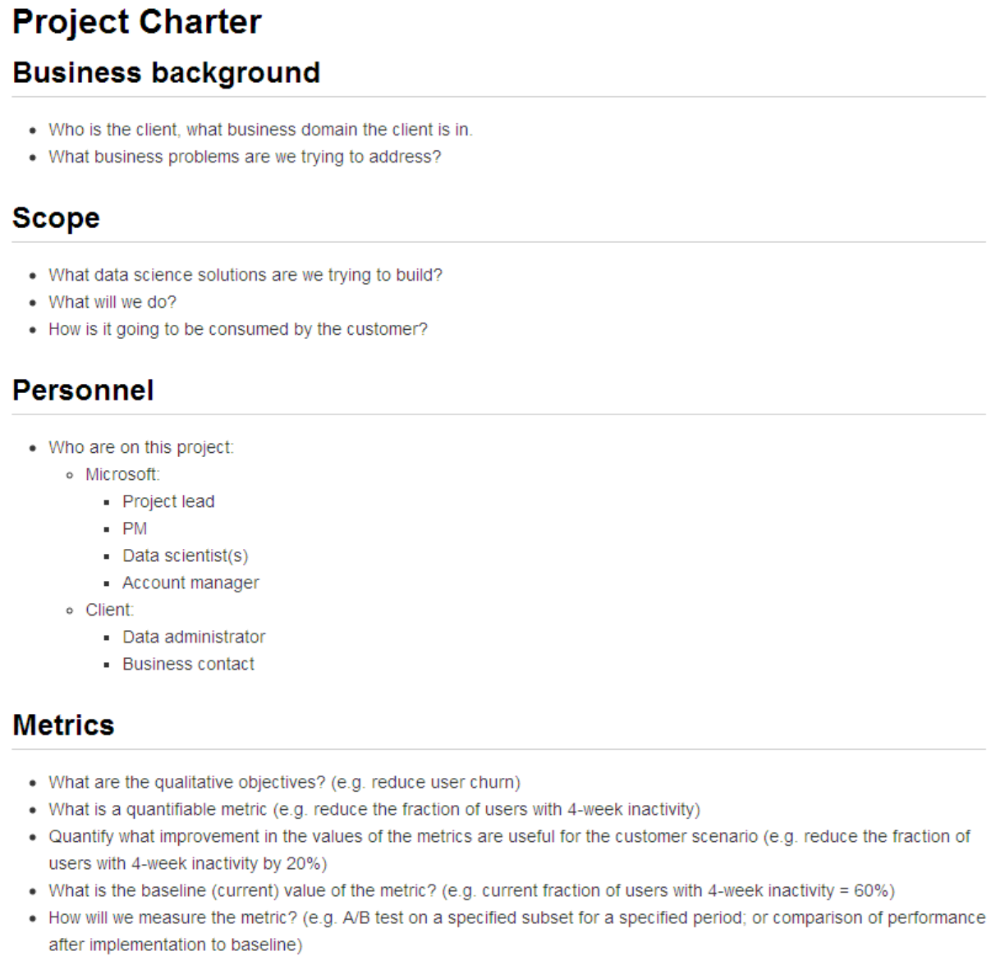 Project Charter
Business background
Who is the client, what business domain the client is in.
What business problems are we trying to address?
Scope
What data science solutions are we trying to build?
What will we do?
How is it going to be consumed by the customer?
Personnel
Who are on this project:
Microsoft:
Project lead
PM
Data scientist(s)
Account manager
Client:
Data administrator
Business contact
Metrics
What are the qualitative objectives? (e.g. reduce user churn)
What is a quantifiable metric (e.g. reduce the fraction of users with 4-week inactivity)
Quantify what improvement in the values of the metrics are useful for the customer scenario (e.g. reduce the fraction of
users with 4-week inactivity by 20%)
What is the baseline (current) value of the metric? (e.g. current fraction of users with 4-week inactivity = 60%)
How will we measure the metric? (e.g. A/B test on a specified subset for a specified period; or comparison of performance
after implementation to baseline)